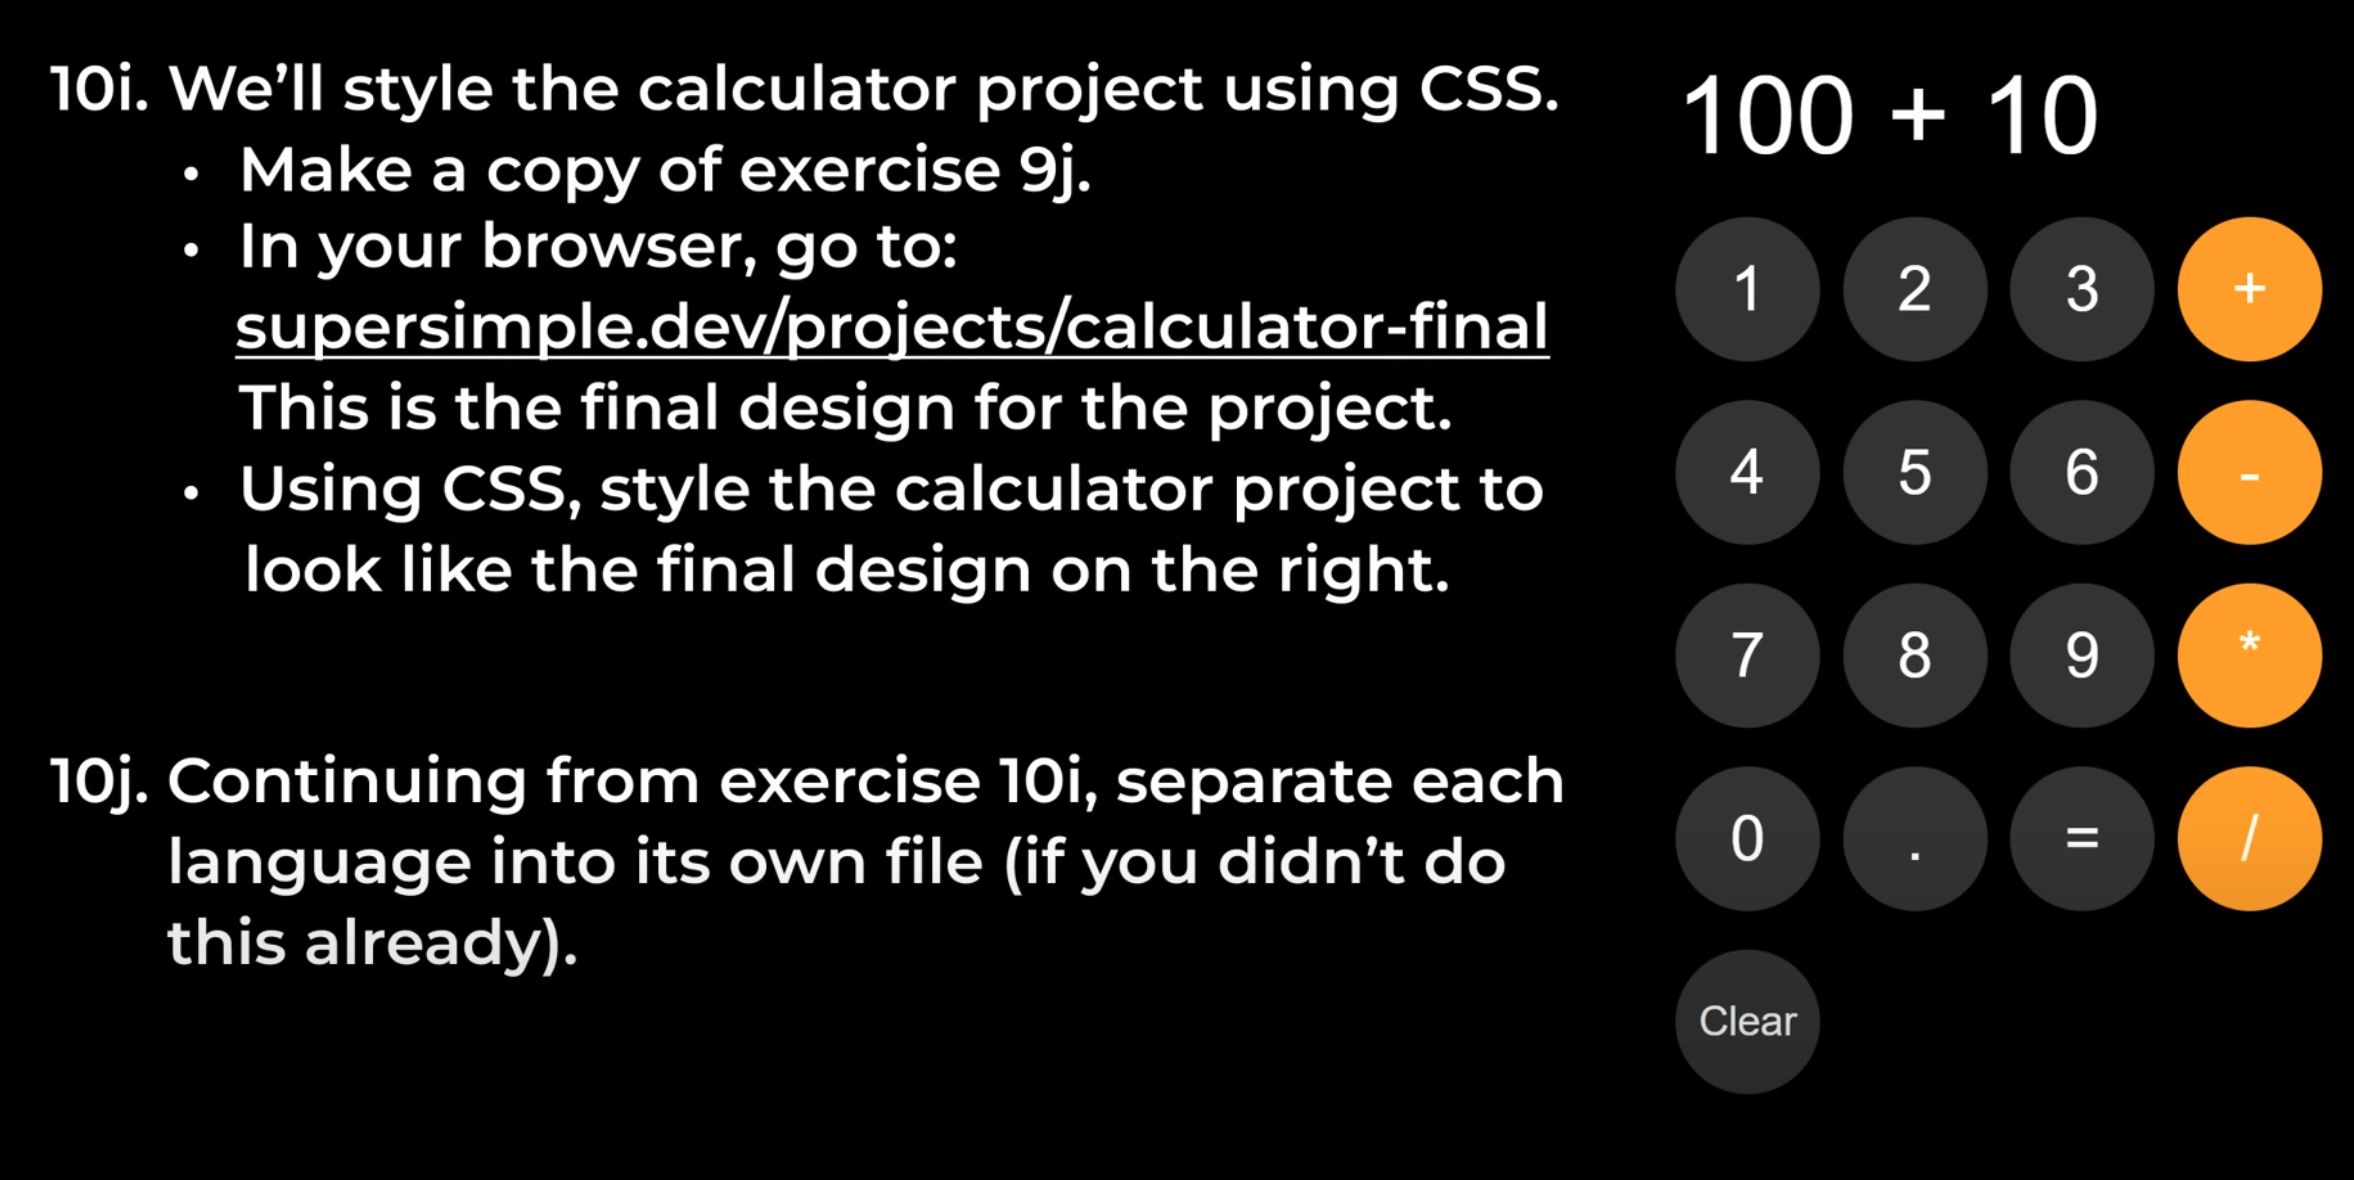 10i. We’ll style the calculator project using CSS.
• Make a copy of exercise 9j.
• In your browser, go to:
supersimple.dev/projects/calculator-final
This is the final design for the project.
• Using CSS, style the calculator project to
look like the final design on the right.
10j. Continuing from exercise 10i, separate each
language into its own file (if you didn’t do
this already).
100 + 10
1 2 3 +
4 5 6 -
7 8 9 *
0 . = /
Clear